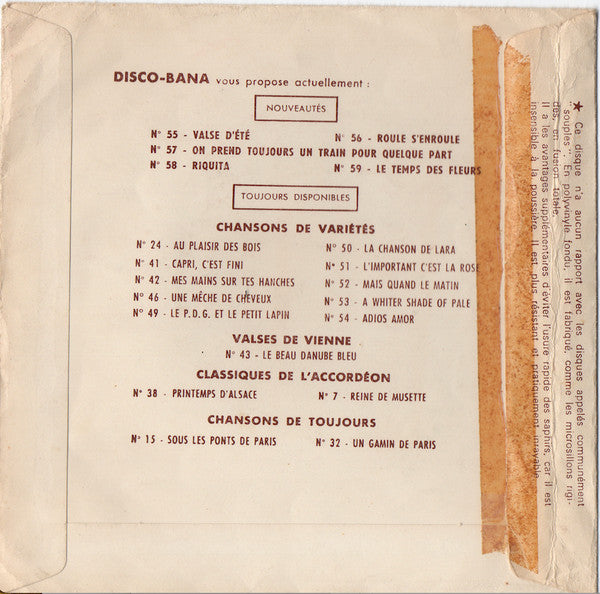 DISCO-BANA vous propose actuellement :
NOUVEAUTÉS
N° 55 - VALSE D'ÉTÉ
N° 56 - ROULE S'ENROULE
N° 57 - ON PREND TOUJOURS UN TRAIN POUR QUELQUE PART
N° 58 - RIQUITA
N° 59 - LE TEMPS DES FLEURS
TOUJOURS DISPONIBLES
CHANSONS DE VARIÉTÉS
N° 24 - AU PLAISIR DES BOIS
N° 41 - CAPRI, C'EST FINI
N° 42 - MES MAINS SUR TES HANCHES
N° 46 - UNE MÈCHE DE CHEVEUX
N° 49 - LE P.D.G. ET LE PETIT LAPIN
N° 50 - LA CHANSON DE LARA
N° 51 - L'IMPORTANT C'EST LA ROSE
N° 52 - MAIS QUAND LE MATIN
N° 53 - A WHITER SHADE OF PALE
N° 54 - ADIOS AMOR
VALSES DE VIENNE
N° 43 - LE BEAU DANUBE BLEU
CLASSIQUES DE L'ACCORDÉON
N° 38 - PRINTEMPS D'ALSACE
N° 7 - REINE DE MUSETTE
CHANSONS DE TOUJOURS
N° 15 - SOUS LES PONTS DE PARIS
N° 32 - UN GAMIN DE PARIS
★ Ce disque n'a aucun rapport avec les disques appelés communément
"souples". En polyvinyle fondu, il est fabriqué, comme les microsillons rigi-
des, en fusion totale.
Il a les avantages supplémentaires d'éviter l'usure rapide des saphirs, car il est
insensible à la poussière. Il est plus résistant et pratiquement inrayable.